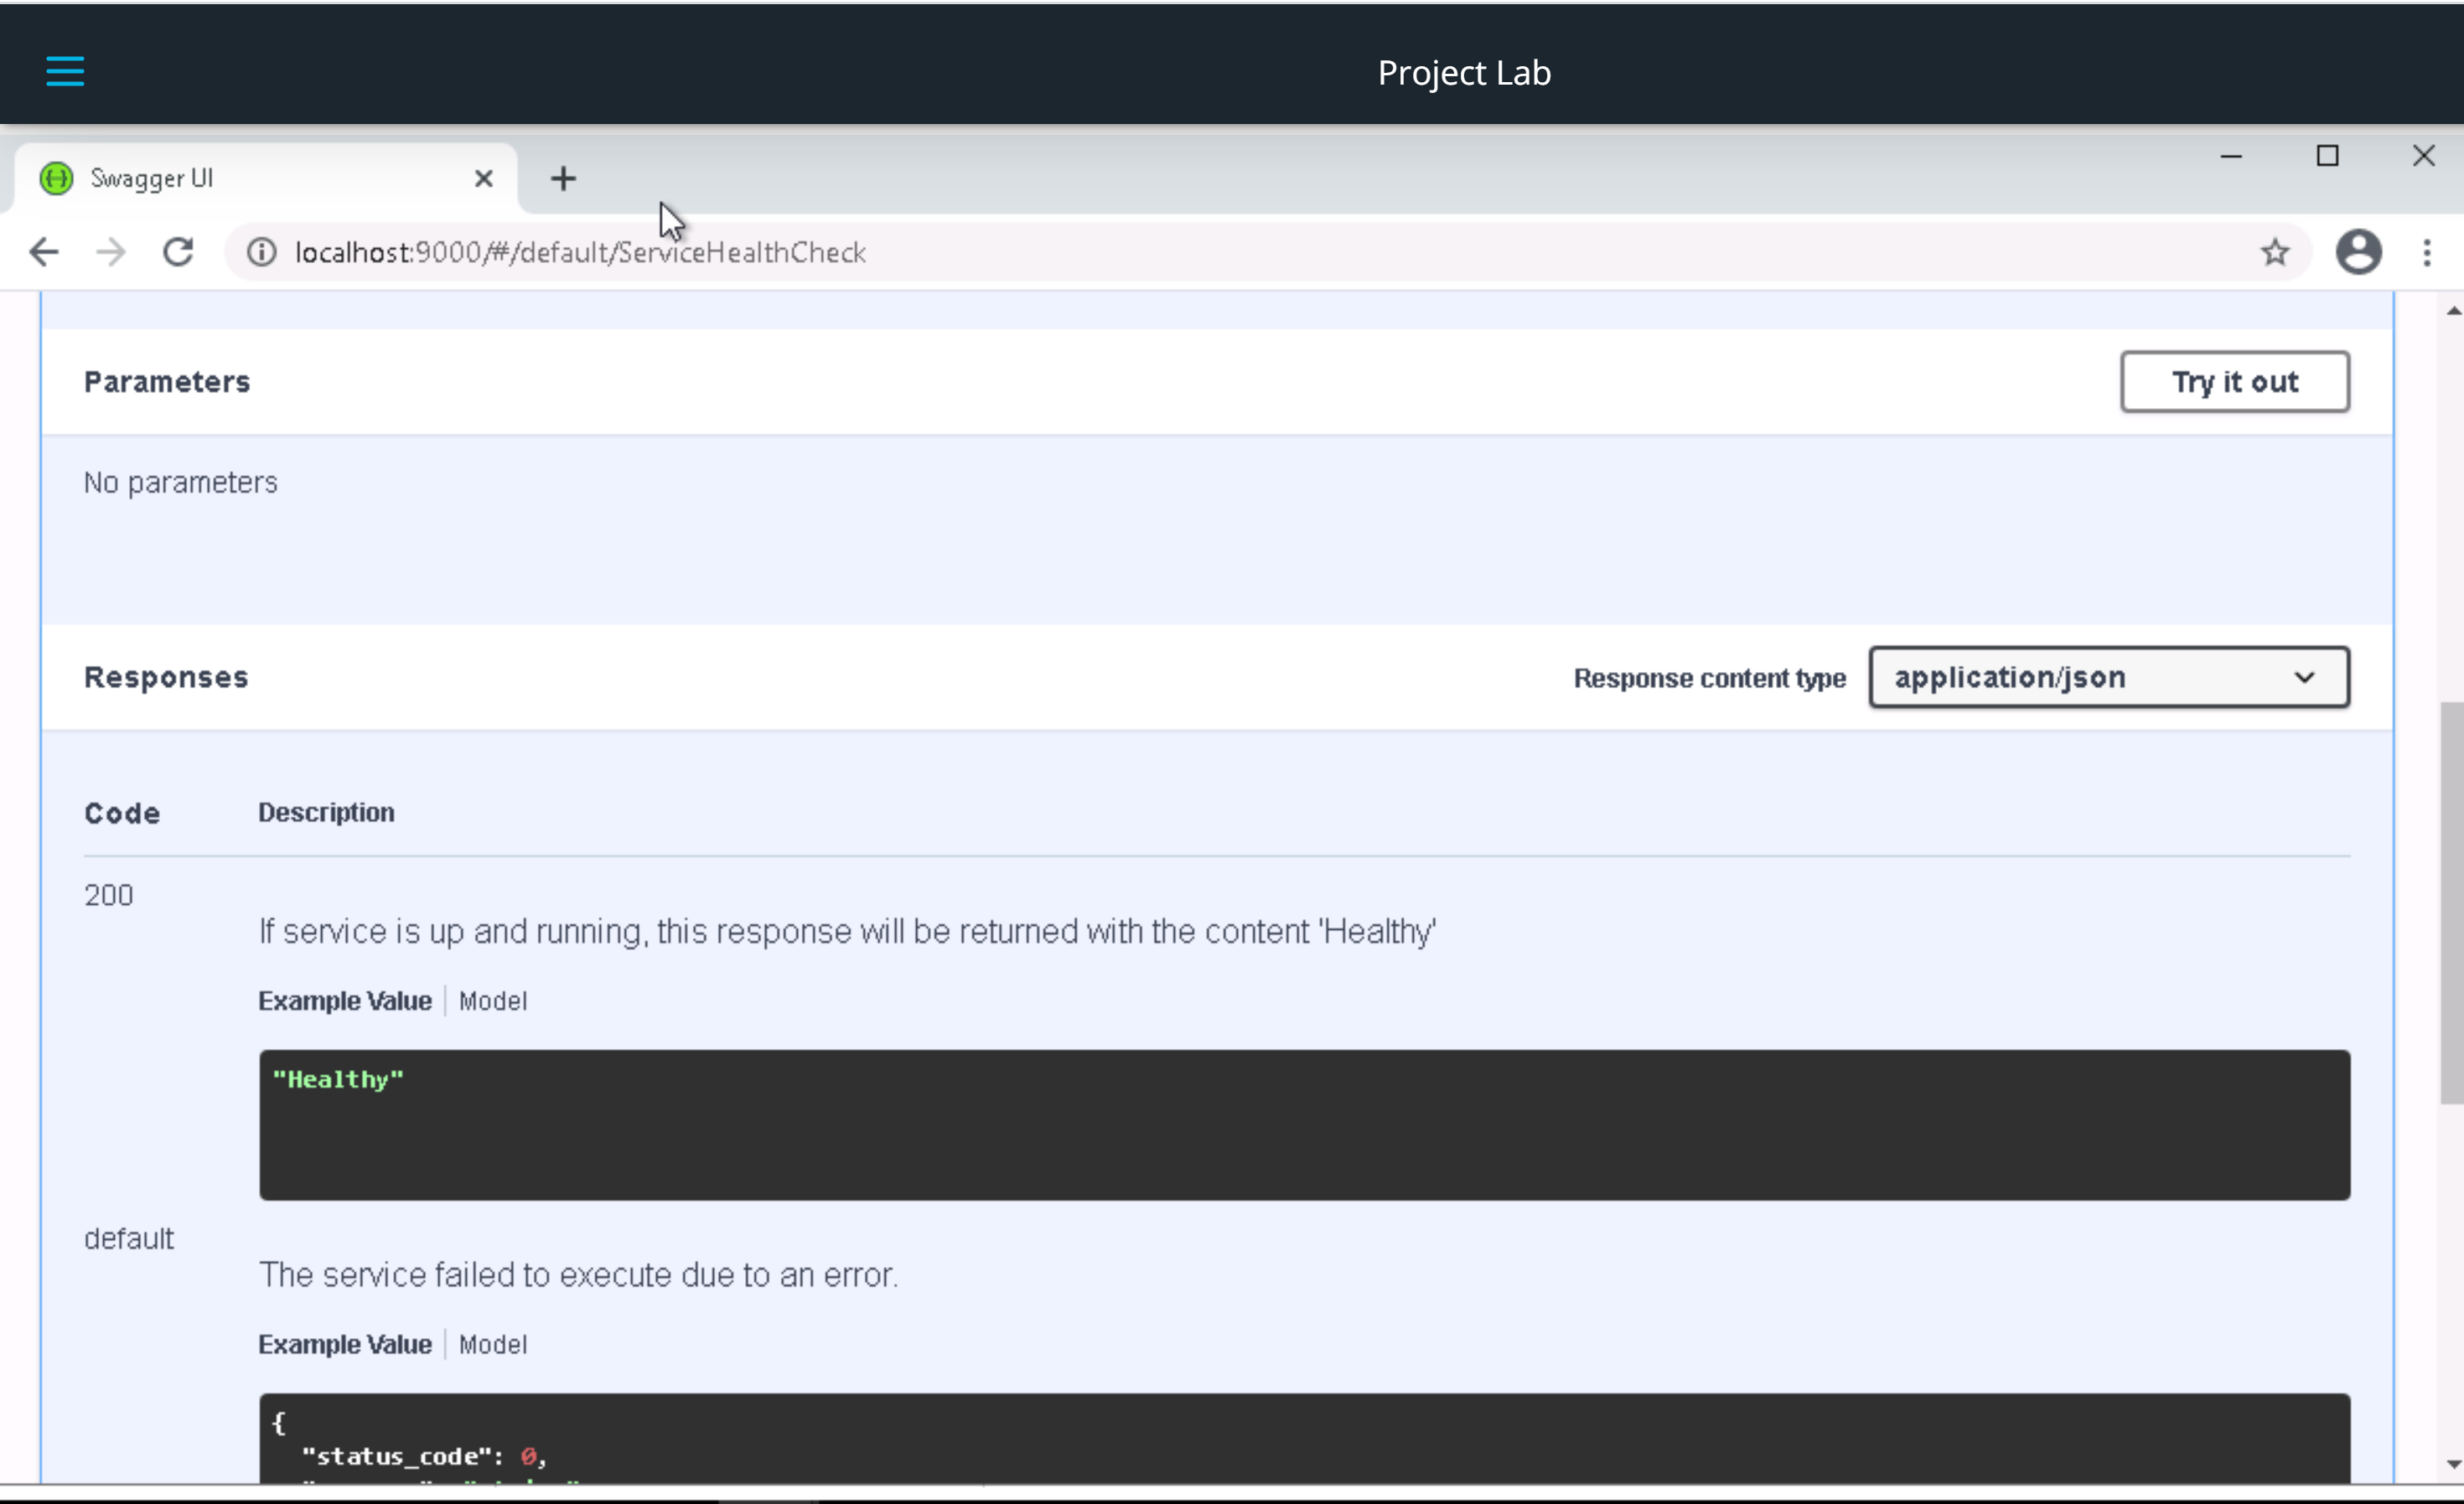 Project Lab
Swagger UI
localhost:9000/#/default/ServiceHealthCheck
Parameters
Try it out
No parameters
Responses
Response content type
application/json
Code Description
200
If service is up and running, this response will be returned with the content 'Healthy'
Example Value Model
"Healthy"
default
The service failed to execute due to an error.
Example Value Model
{
"status_code": 0,